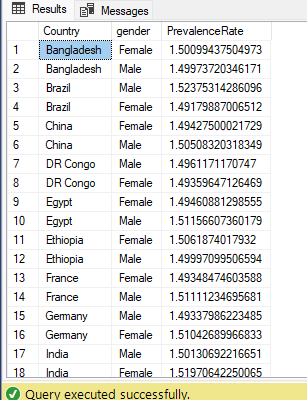 Results Messages
Country gender PrevalenceRate
1 Bangladesh Female 1.50099437504973
2 Bangladesh Male 1.49973720346171
3 Brazil Male 1.52375314286096
4 Brazil Female 1.49179887006512
5 China Female 1.49427500021729
6 China Male 1.50508320318349
7 DR Congo Male 1.4961171170747
8 DR Congo Female 1.49359647126469
9 Egypt Female 1.49460881298555
10 Egypt Male 1.51156607360179
11 Ethiopia Female 1.5061874017932
12 Ethiopia Male 1.49997099506594
13 France Female 1.49348474603588
14 France Male 1.51111234695681
15 Germany Male 1.49337986223485
16 Germany Female 1.51042689966833
17 India Male 1.50130692216651
18 India Female 1.51970642250065
Query executed successfully.